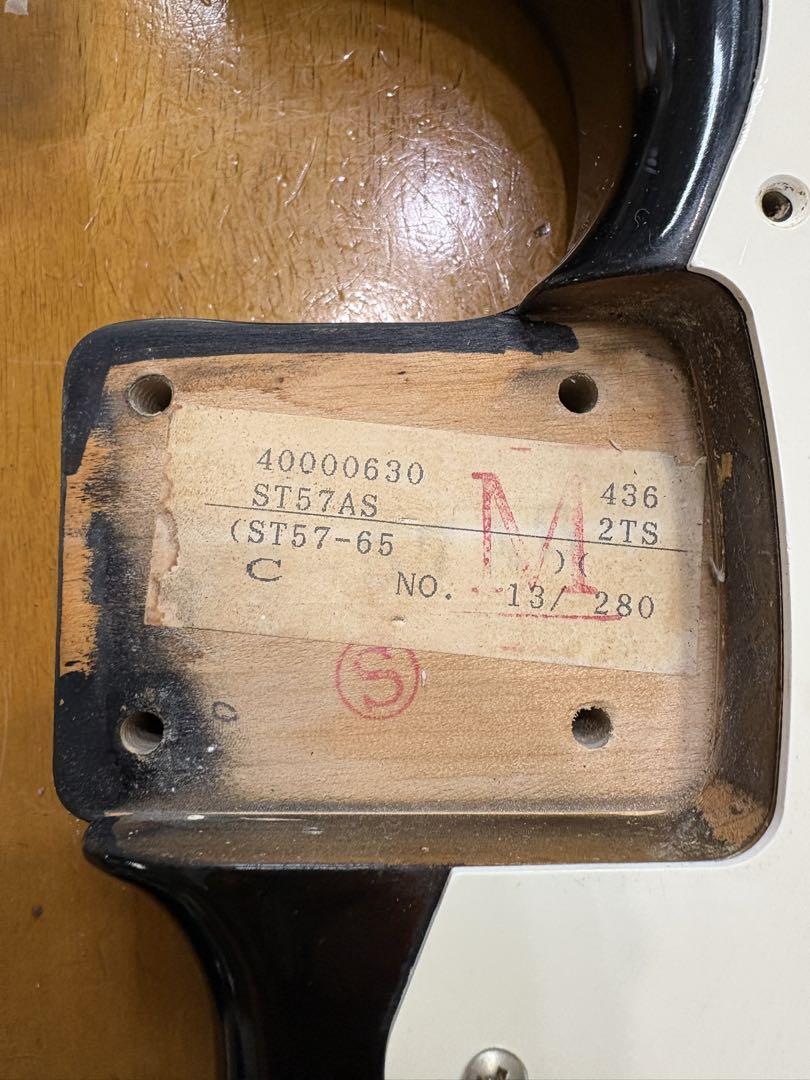 40000630 436
ST57AS 2TS
(ST57-65 )(
C NO. 13/ 280
M
S